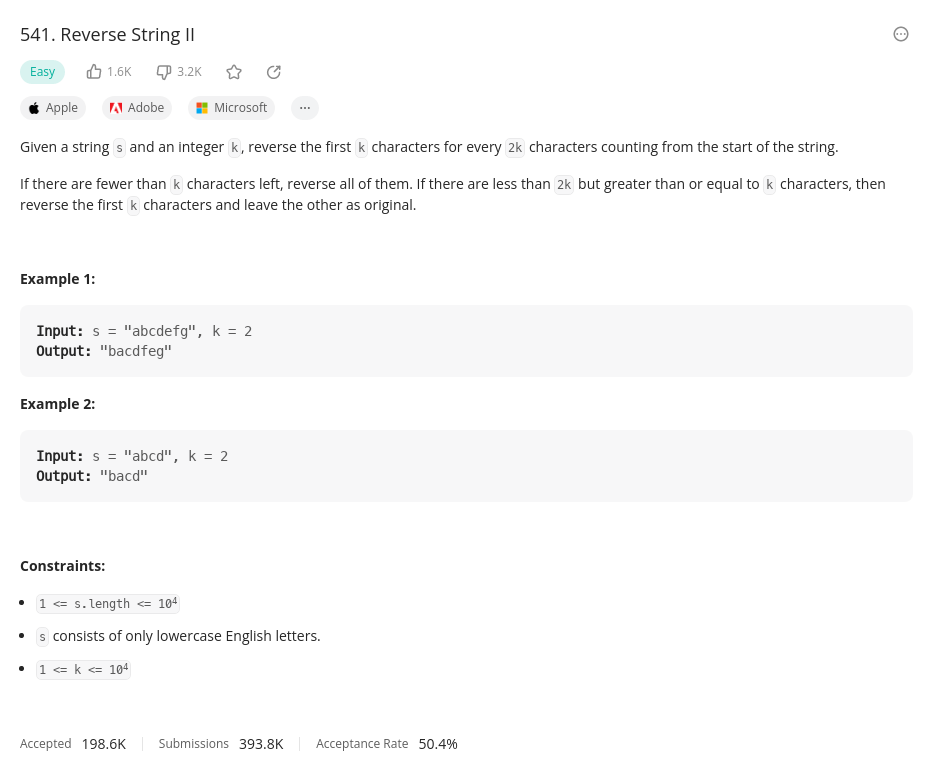 541. Reverse String II
Easy 1.6K 3.2K
Apple Adobe Microsoft ...
Given a string s and an integer k, reverse the first k characters for every 2k characters counting from the start of the string.
If there are fewer than k characters left, reverse all of them. If there are less than 2k but greater than or equal to k characters, then
reverse the first k characters and leave the other as original.
Example 1:
Input: s = "abcdefg", k = 2
Output: "bacdfeg"
Example 2:
Input: s = "abcd", k = 2
Output: "bacd"
Constraints:
• 1 <= s.length <= 10⁴
• s consists of only lowercase English letters.
• 1 <= k <= 10⁴
Accepted 198.6K Submissions 393.8K Acceptance Rate 50.4%